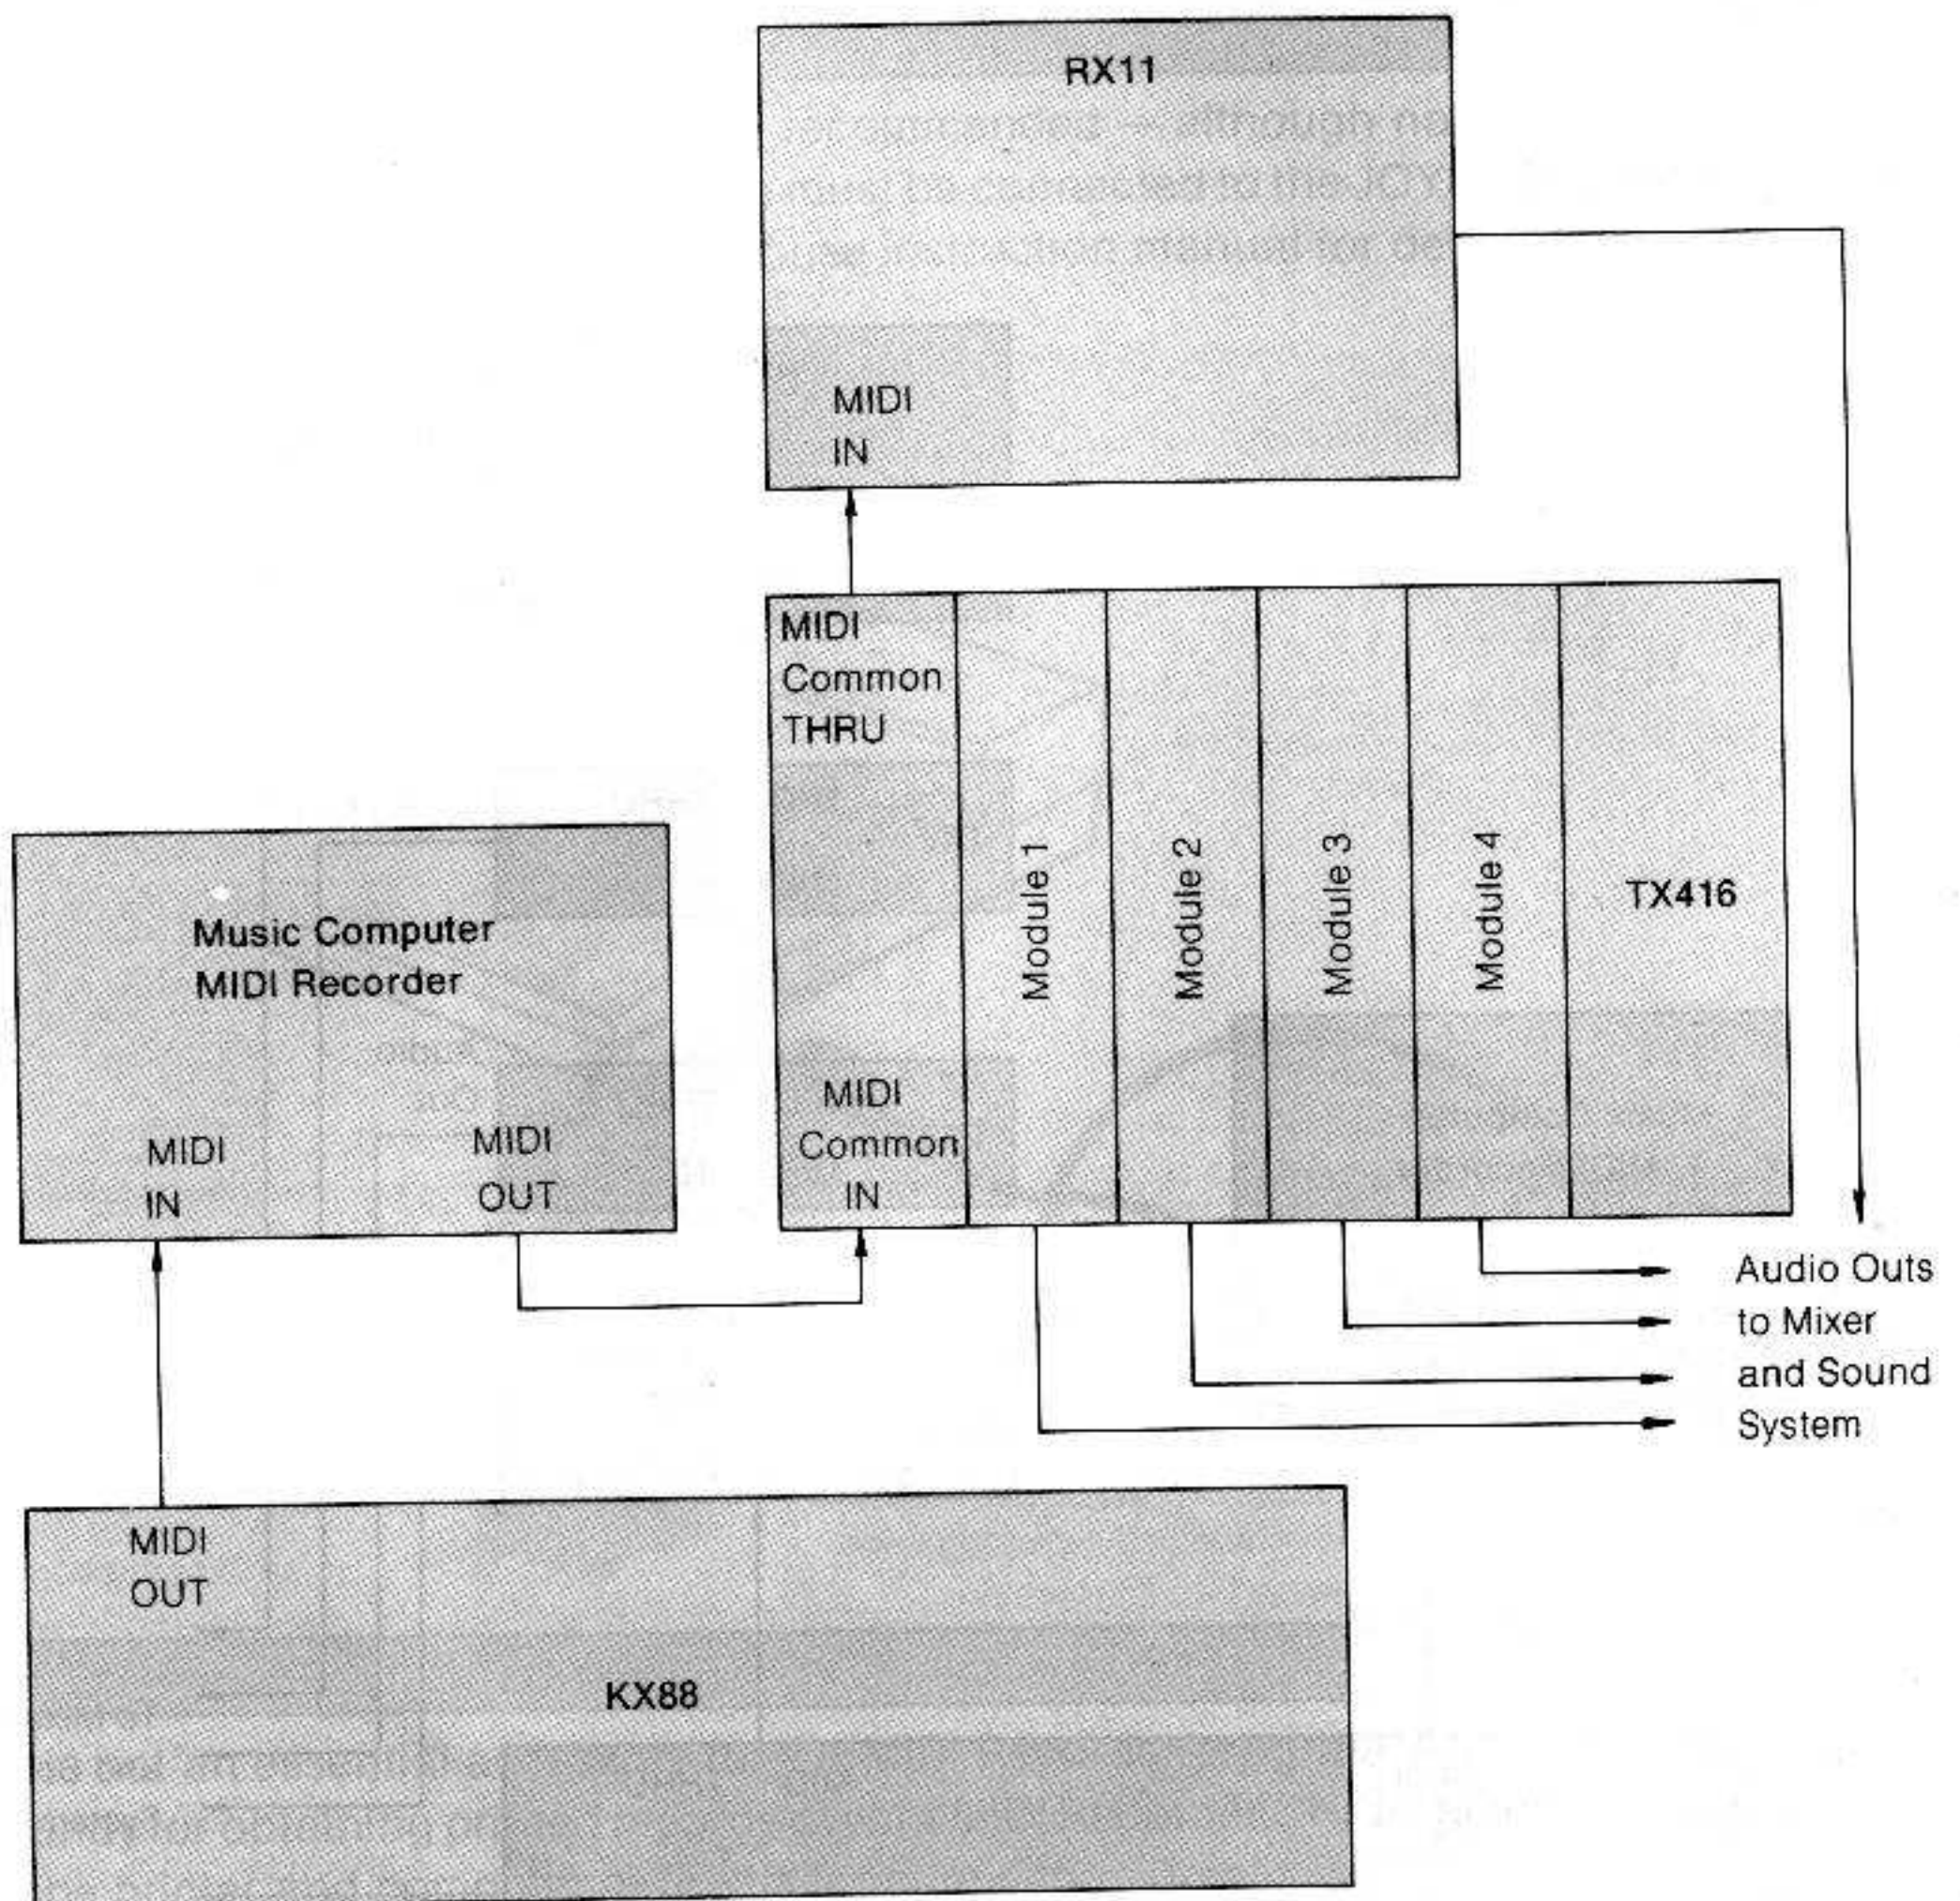 RX11
MIDI
IN
MIDI
Common
THRU
Module 1
Module 2
Module 3
Module 4
TX416
MIDI
Common
IN
Music Computer
MIDI Recorder
MIDI
IN
MIDI
OUT
Audio Outs
to Mixer
and Sound
System
MIDI
OUT
KX88